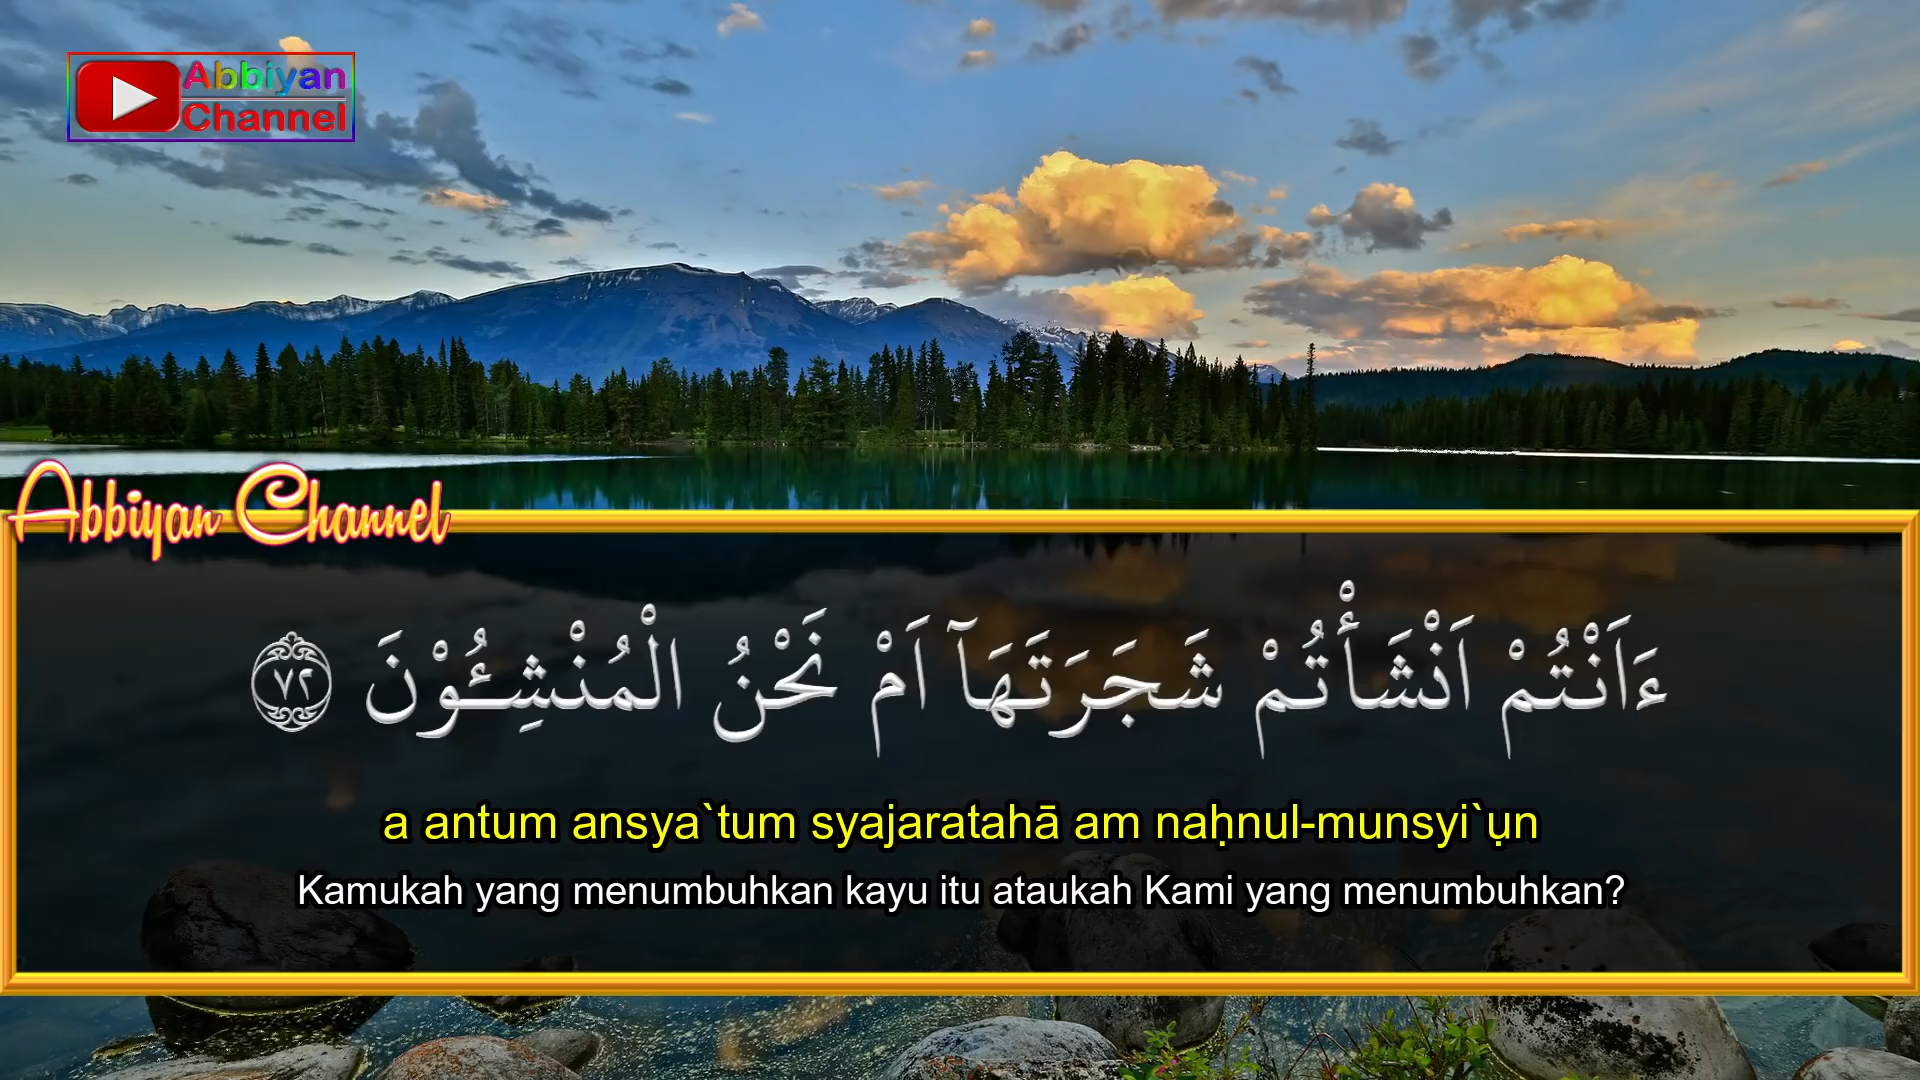 Abbiyan
Channel
Abbiyan Channel
ءَاَنْتُمْ اَنْشَأْتُمْ شَجَرَتَهَآ اَمْ نَحْنُ الْمُنْشِـُٔوْنَ ٧٢
a antum ansya`tum syajaratahā am naḥnul-munsyi`ụn
Kamukah yang menumbuhkan kayu itu ataukah Kami yang menumbuhkan?